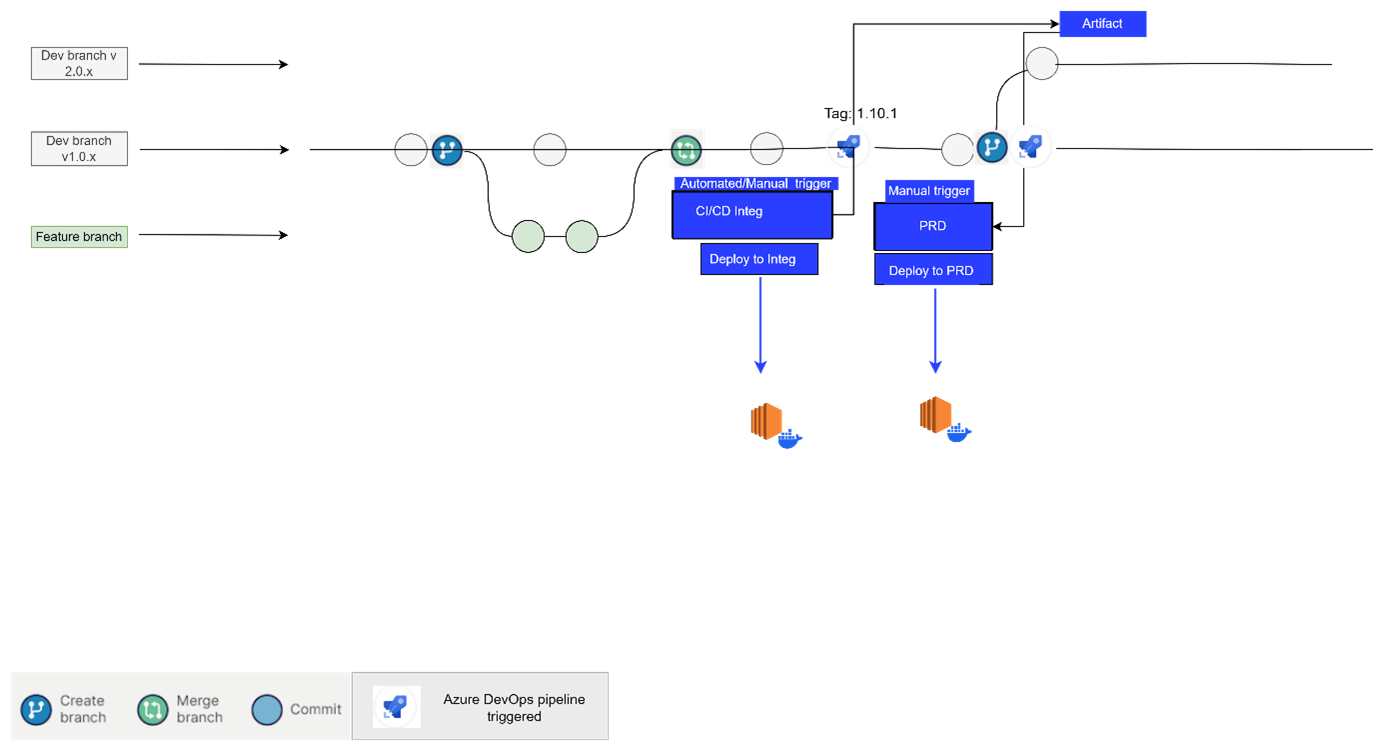 Artifact
Dev branch v
2.0.x
Tag: 1.10.1
Dev branch
v1.0.x
Automated/Manual trigger
Manual trigger
CI/CD Integ
PRD
Feature branch
Deploy to Integ
Deploy to PRD
Create
branch
Merge
branch
Commit
Azure DevOps pipeline
triggered